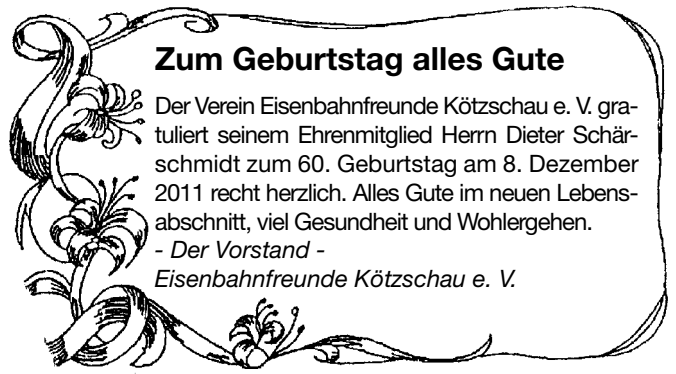 Zum Geburtstag alles Gute
Der Verein Eisenbahnfreunde Kötzschau e. V. gra-
tuliert seinem Ehrenmitglied Herrn Dieter Schär-
schmidt zum 60. Geburtstag am 8. Dezember
2011 recht herzlich. Alles Gute im neuen Lebens-
abschnitt, viel Gesundheit und Wohlergehen.
- Der Vorstand -
Eisenbahnfreunde Kötzschau e. V.